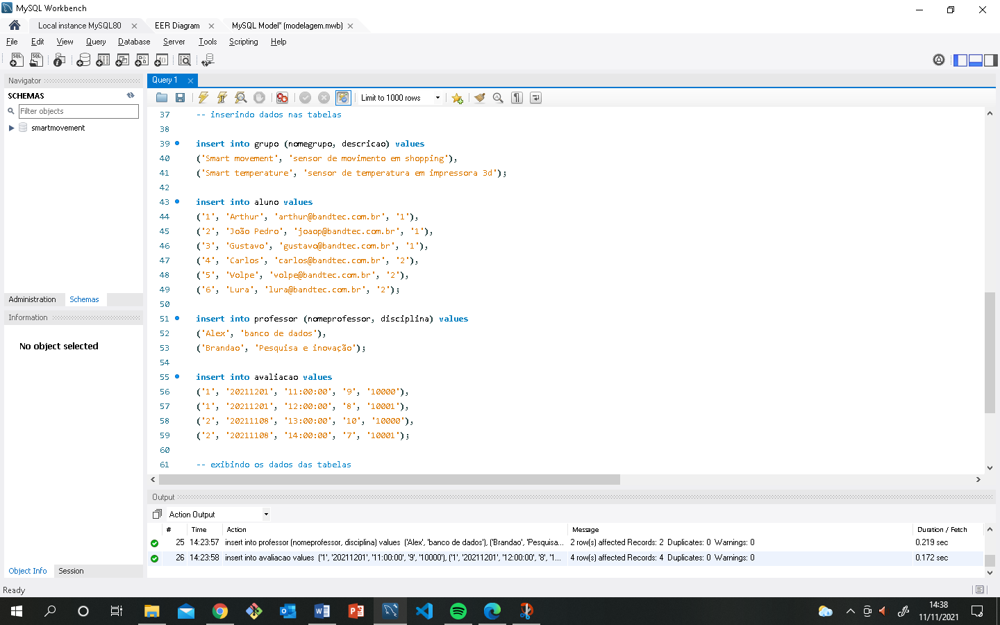 MySQL Workbench
Local instance MySQL80
EER Diagram
MySQL Model* (modelagem.mwb)
File Edit View Query Database Server Tools Scripting Help
Navigator
SCHEMAS
Filter objects
smartmovement
Administration Schemas
Information
No object selected
Object Info Session
Query 1
Limit to 1000 rows
37 -- inserindo dados nas tabelas
38
39 insert into grupo (nomegrupo, descricao) values
40 ('Smart movement', 'sensor de movimento em shopping'),
41 ('Smart temperature', 'sensor de temperatura em impressora 3d');
42
43 insert into aluno values
44 ('1', 'Arthur', 'arthur@bandtec.com.br', '1'),
45 ('2', 'João Pedro', 'joaop@bandtec.com.br', '1'),
46 ('3', 'Gustavo', 'gustavo@bandtec.com.br', '1'),
47 ('4', 'Carlos', 'carlos@bandtec.com.br', '2'),
48 ('5', 'Volpe', 'volpe@bandtec.com.br', '2'),
49 ('6', 'Lura', 'lura@bandtec.com.br', '2');
50
51 insert into professor (nomeprofessor, disciplina) values
52 ('Alex', 'banco de dados'),
53 ('Brandao', 'Pesquisa e inovação');
54
55 insert into avaliacao values
56 ('1', '20211201', '11:00:00', '9', '10000'),
57 ('1', '20211201', '12:00:00', '8', '10001'),
58 ('2', '20211108', '13:00:00', '10', '10000'),
59 ('2', '20211108', '14:00:00', '7', '10001');
60
61 -- exibindo os dados das tabelas
Output
Action Output
# Time Action Message Duration / Fetch
25 14:23:57 insert into professor (nomeprofessor, disciplina) values ('Alex', 'banco de dados'), ('Brandao', 'Pesquisa... 2 row(s) affected Records: 2 Duplicates: 0 Warnings: 0 0.219 sec
26 14:23:58 insert into avaliacao values ('1', '20211201', '11:00:00', '9', '10000'), ('1', '20211201', '12:00:00', '8', '1... 4 row(s) affected Records: 4 Duplicates: 0 Warnings: 0 0.172 sec
Ready
14:38
11/11/2021